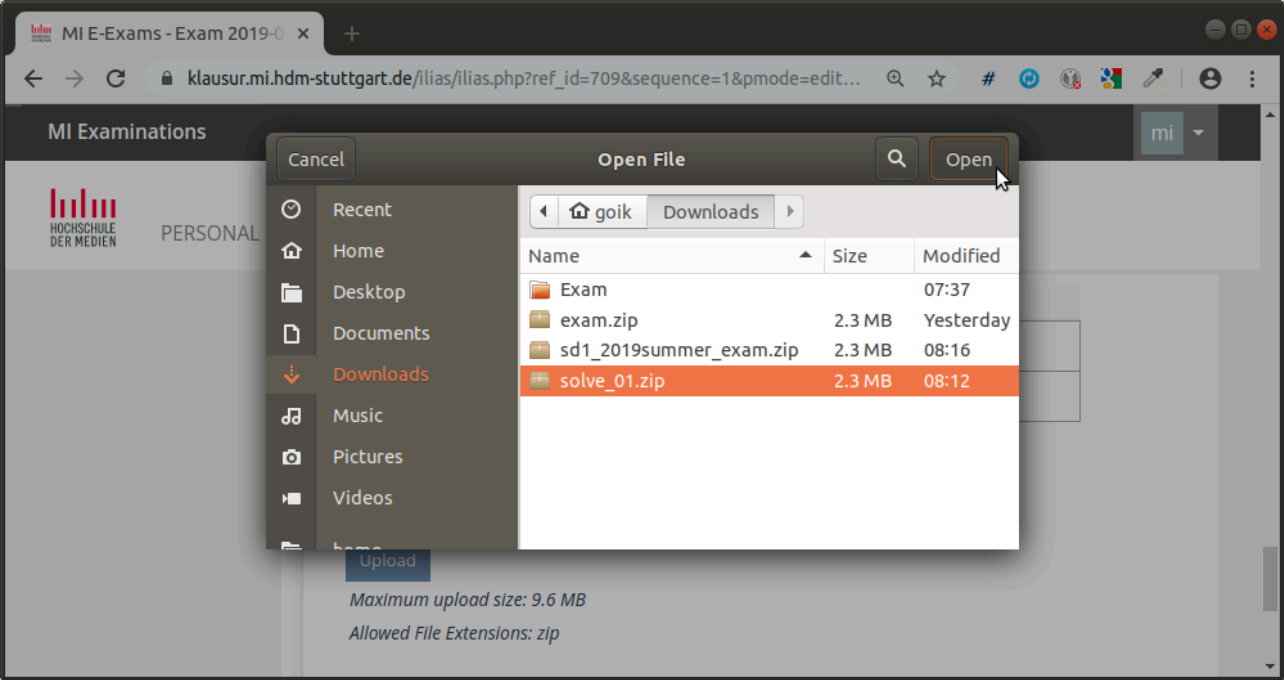 MI E-Exams - Exam 2019-0
klausur.mi.hdm-stuttgart.de/ilias/ilias.php?ref_id=709&sequence=1&pmode=edit...
MI Examinations
mi
HOCHSCHULE
DER MEDIEN
PERSONAL
Cancel
Open File
Open
Recent
Home
Desktop
Documents
Downloads
Music
Pictures
Videos
home
goik
Downloads
Name
Size
Modified
Exam
07:37
exam.zip
2.3 MB
Yesterday
sd1_2019summer_exam.zip
2.3 MB
08:16
solve_01.zip
2.3 MB
08:12
Upload
Maximum upload size: 9.6 MB
Allowed File Extensions: zip